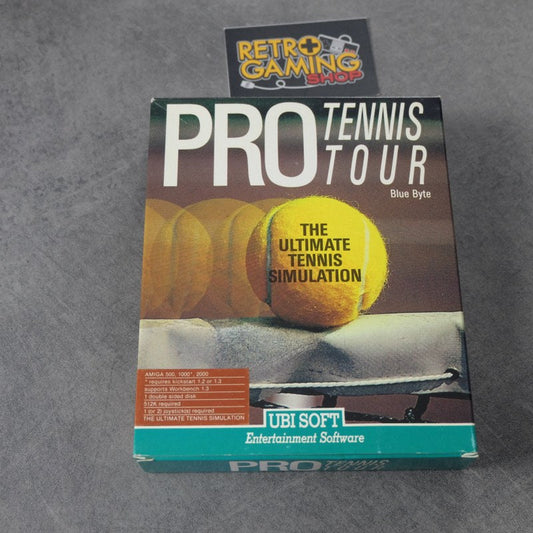 RETRO
GAMING
SHOP
PRO TENNIS
TOUR
Blue Byte
THE
ULTIMATE
TENNIS
SIMULATION
AMIGA 500, 1000*, 2000
* requires kickstart 1.2 or 1.3
supports Workbench 1.3
1 double sided disk
512K required
1 (or 2) joystick(s) required
THE ULTIMATE TENNIS SIMULATION
UBI SOFT
Entertainment Software
PRO TENNIS
TOUR